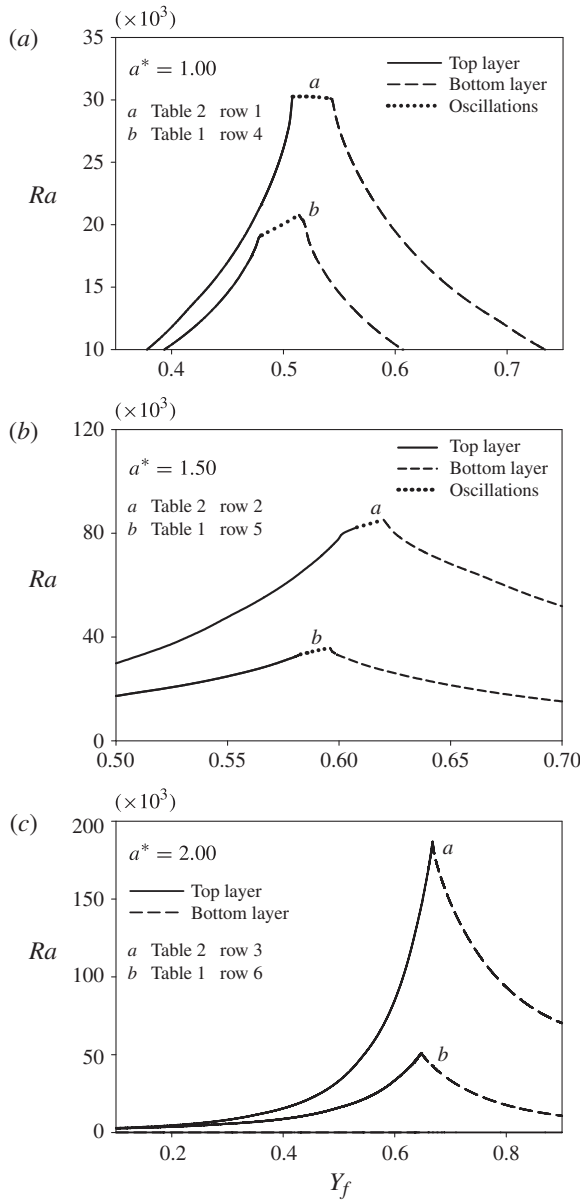 (×10³)
(a)
35
a* = 1.00
Top layer
Bottom layer
Oscillations
a Table 2 row 1
b Table 1 row 4
a
30
25
Ra
b
20
15
10
0.4 0.5 0.6 0.7
(×10³)
(b)
120
a* = 1.50
Top layer
Bottom layer
Oscillations
a Table 2 row 2
b Table 1 row 5
a
80
Ra
b
40
0
0.50 0.55 0.60 0.65 0.70
(×10³)
(c)
200
a* = 2.00
Top layer
Bottom layer
a
150
Ra
a Table 2 row 3
b Table 1 row 6
100
b
50
0
0.2 0.4 0.6 0.8
Y_f